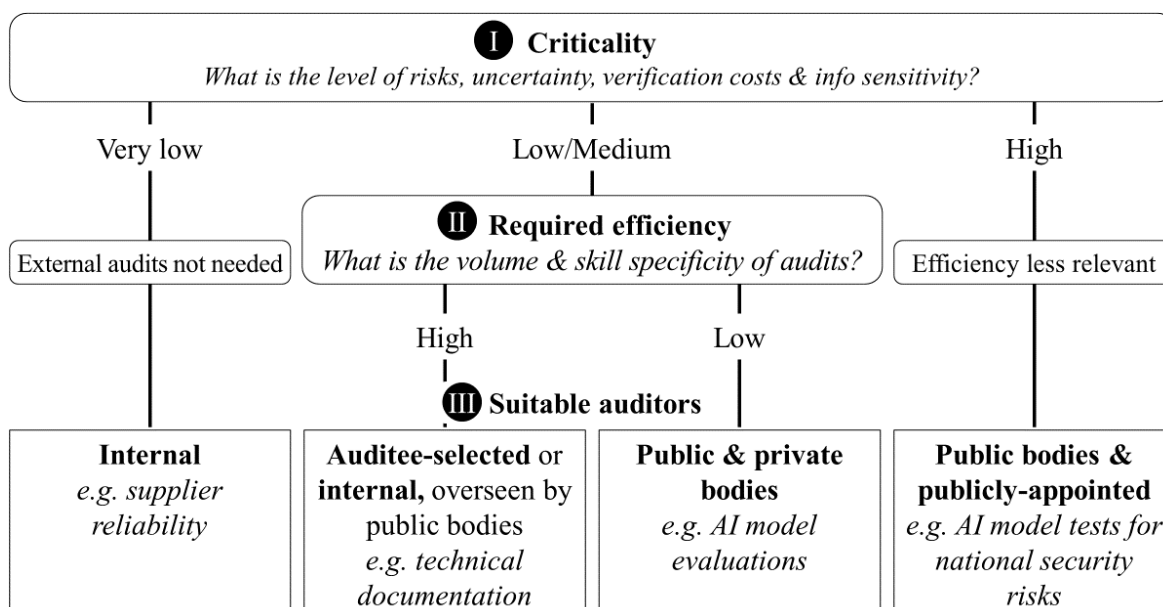 I Criticality
What is the level of risks, uncertainty, verification costs & info sensitivity?
Very low
Low/Medium
High
II Required efficiency
What is the volume & skill specificity of audits?
External audits not needed
Efficiency less relevant
High
Low
III Suitable auditors
Internal
e.g. supplier
reliability
Auditee-selected or
internal, overseen by
public bodies
e.g. technical
documentation
Public & private
bodies
e.g. AI model
evaluations
Public bodies &
publicly-appointed
e.g. AI model tests for
national security
risks